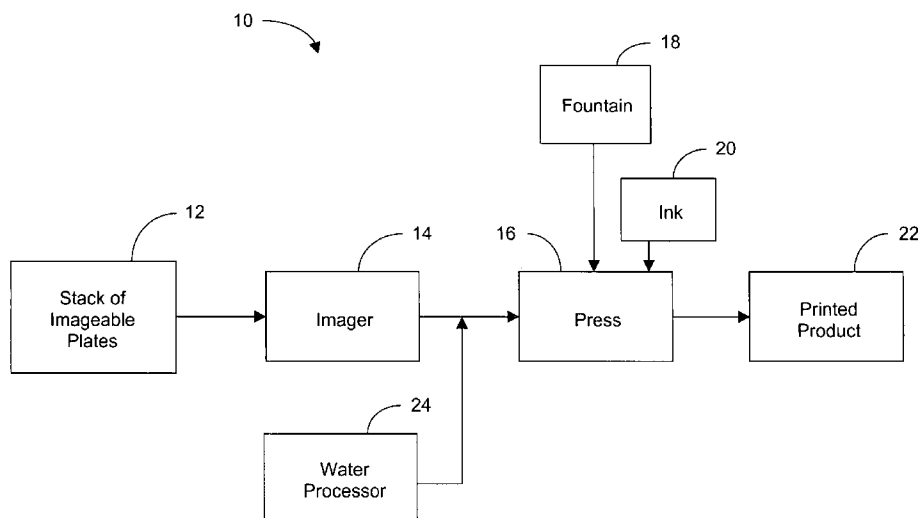 10
18
Fountain
20
Ink
12
14
16
22
Stack of
Imageable
Plates
Imager
Press
Printed
Product
24
Water
Processor